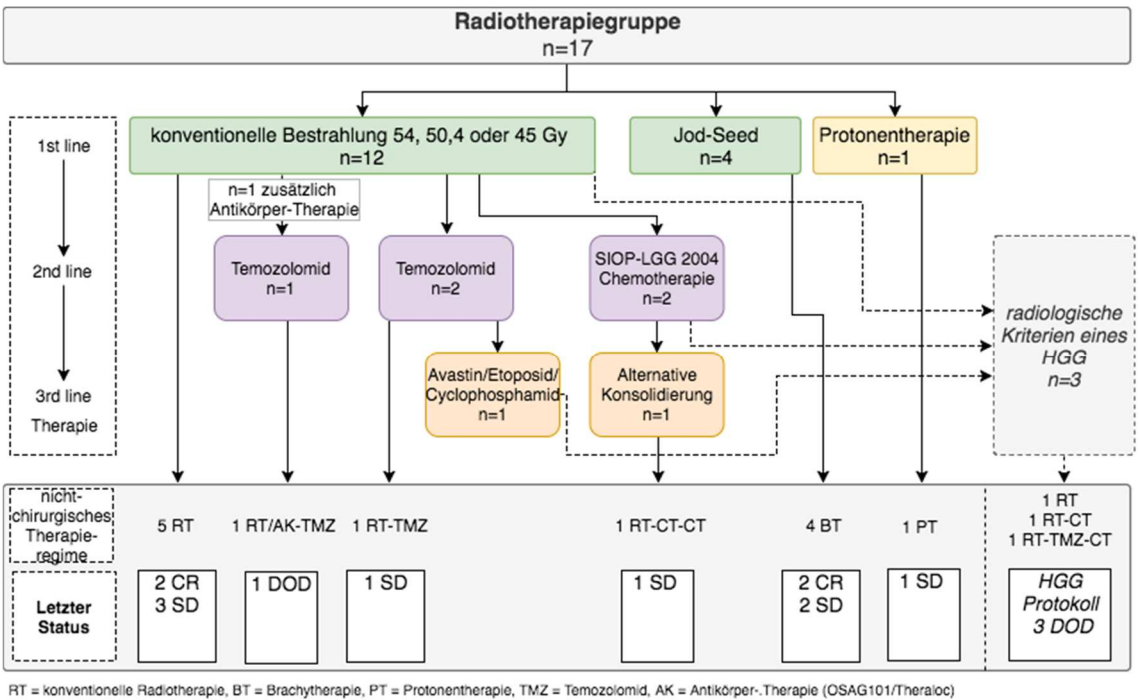 Radiotherapiegruppe
n=17
1st line
2nd line
3rd line
Therapie
konventionelle Bestrahlung 54, 50,4 oder 45 Gy
n=12
Jod-Seed
n=4
Protonentherapie
n=1
n=1 zusätzlich
Antikörper-Therapie
Temozolomid
n=1
Temozolomid
n=2
SIOP-LGG 2004
Chemotherapie
n=2
Avastin/Etoposid/
Cyclophosphamid
n=1
Alternative
Konsolidierung
n=1
radiologische
Kriterien eines
HGG
n=3
nicht-
chirurgisches
Therapie-
regime
5 RT
1 RT/AK-TMZ
1 RT-TMZ
1 RT-CT-CT
4 BT
1 PT
1 RT
1 RT-CT
1 RT-TMZ-CT
Letzter
Status
2 CR
3 SD
1 DOD
1 SD
1 SD
2 CR
2 SD
1 SD
HGG
Protokoll
3 DOD
RT = konventionelle Radiotherapie, BT = Brachytherapie, PT = Protonentherapie, TMZ = Temozolomid, AK = Antikörper-.Therapie (OSAG101/Theraloc)